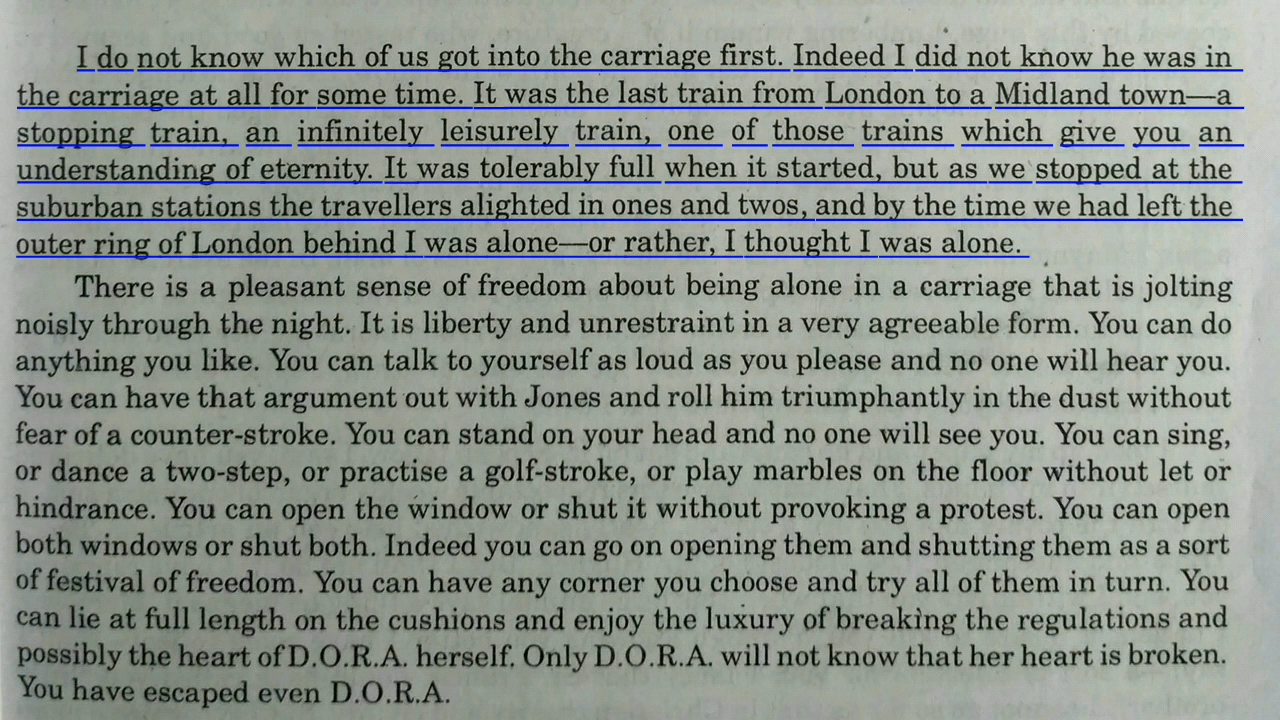 I do not know which of us got into the carriage first. Indeed I did not know he was in
the carriage at all for some time. It was the last train from London to a Midland town—a
stopping train, an infinitely leisurely train, one of those trains which give you an
understanding of eternity. It was tolerably full when it started, but as we stopped at the
suburban stations the travellers alighted in ones and twos, and by the time we had left the
outer ring of London behind I was alone—or rather, I thought I was alone.
There is a pleasant sense of freedom about being alone in a carriage that is jolting
noisly through the night. It is liberty and unrestraint in a very agreeable form. You can do
anything you like. You can talk to yourself as loud as you please and no one will hear you.
You can have that argument out with Jones and roll him triumphantly in the dust without
fear of a counter-stroke. You can stand on your head and no one will see you. You can sing,
or dance a two-step, or practise a golf-stroke, or play marbles on the floor without let or
hindrance. You can open the window or shut it without provoking a protest. You can open
both windows or shut both. Indeed you can go on opening them and shutting them as a sort
of festival of freedom. You can have any corner you choose and try all of them in turn. You
can lie at full length on the cushions and enjoy the luxury of breaking the regulations and
possibly the heart of D.O.R.A. herself. Only D.O.R.A. will not know that her heart is broken.
You have escaped even D.O.R.A.